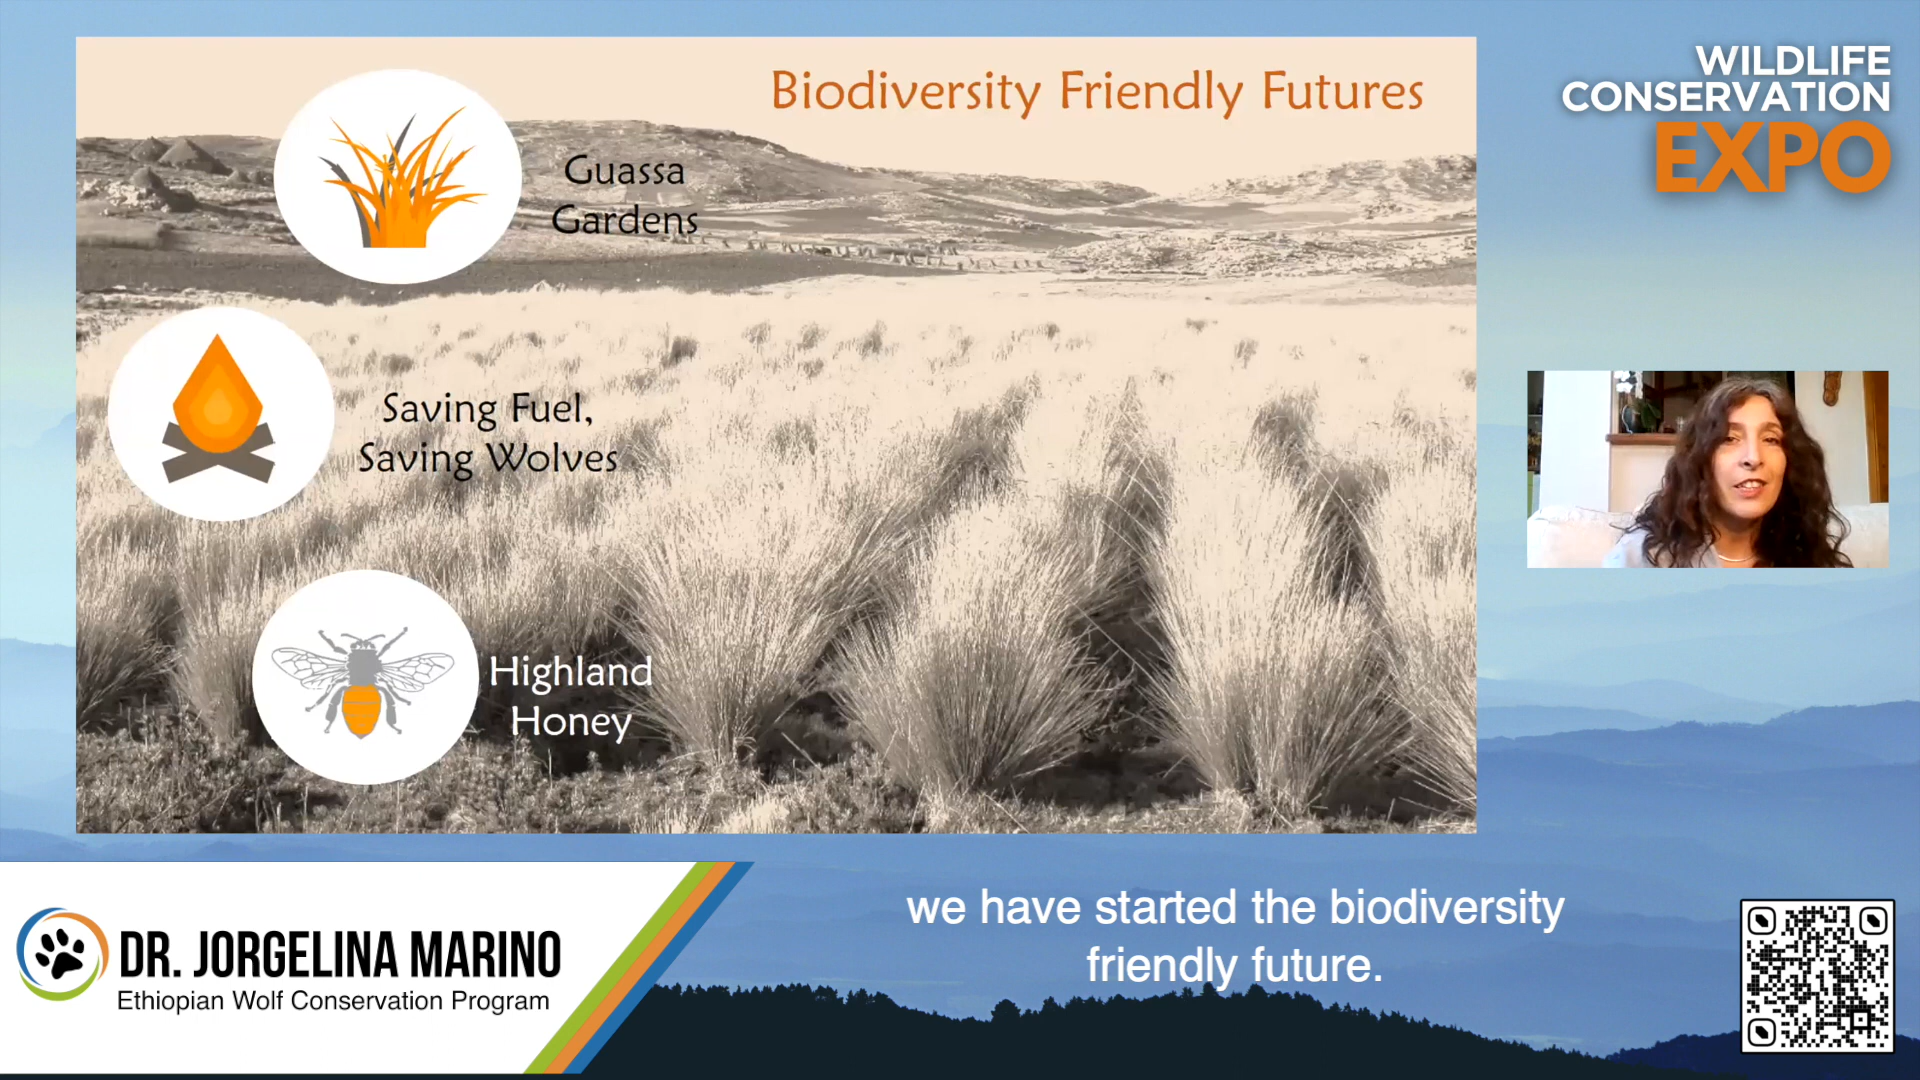 Biodiversity Friendly Futures
Guassa
Gardens
Saving Fuel,
Saving Wolves
Highland
Honey
WILDLIFE
CONSERVATION
EXPO
DR. JORGELINA MARINO
Ethiopian Wolf Conservation Program
we have started the biodiversity
friendly future.